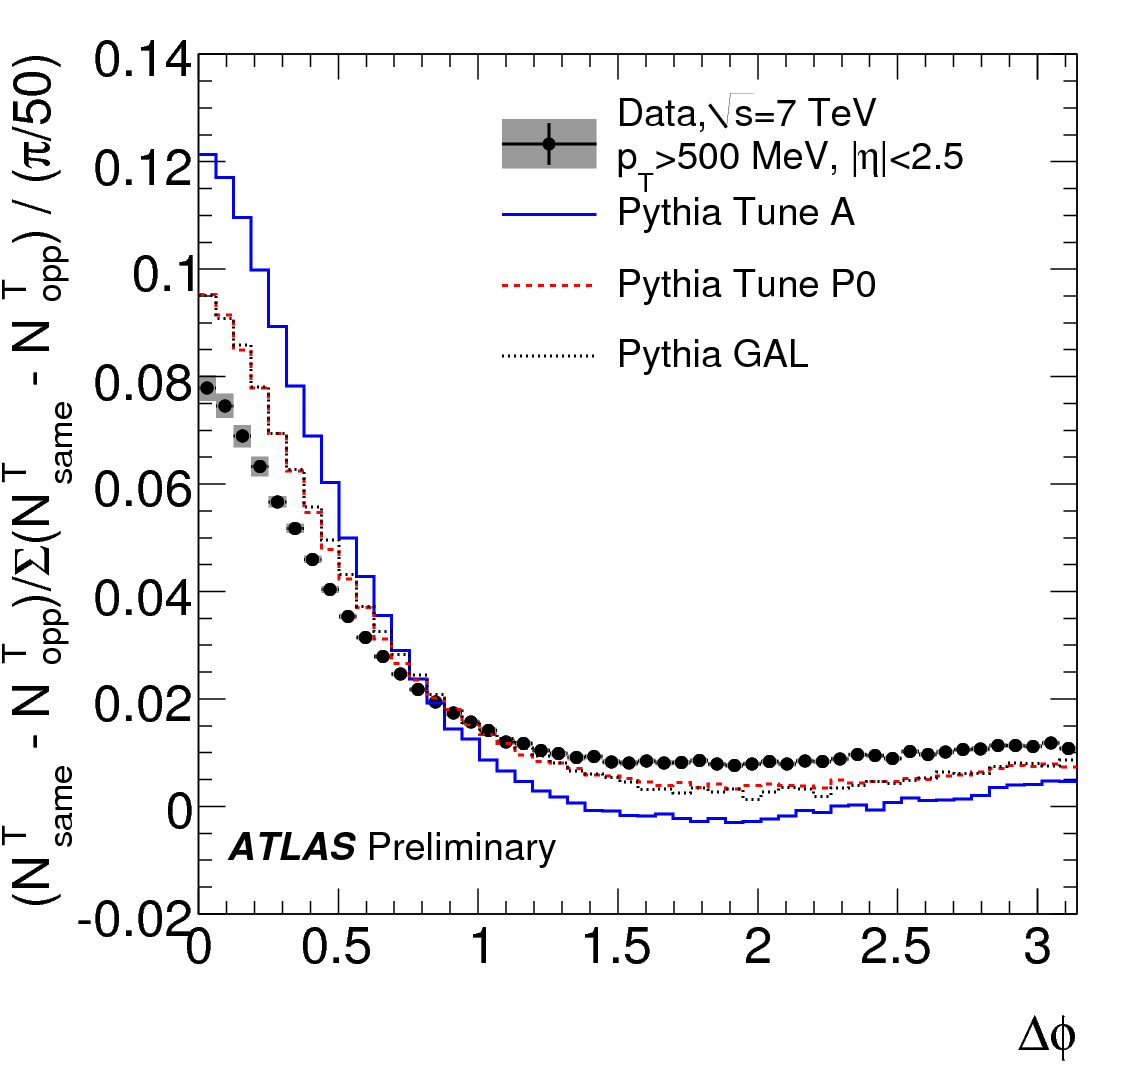 (N^T_same - N^T_opp)/Σ(N^T_same - N^T_opp) / (π/50)
0.14
0.12
0.1
0.08
0.06
0.04
0.02
0
-0.02
Data,√s=7 TeV
p_T>500 MeV, |η|<2.5
Pythia Tune A
Pythia Tune P0
Pythia GAL
ATLAS Preliminary
0 0.5 1 1.5 2 2.5 3
Δϕ